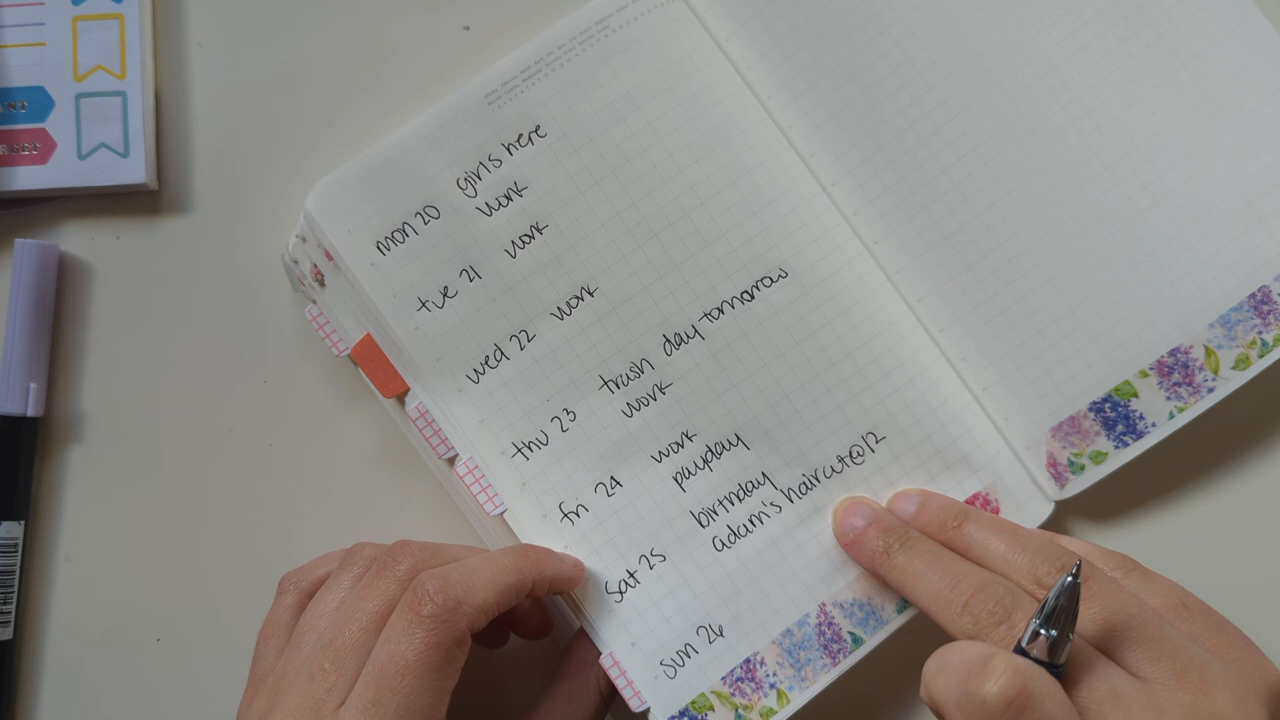 mon 20 girls here
work
tue 21 work
wed 22 work
thu 23 trash day tomorrow
work
fri 24 work
payday
sat 25 birthday
adam's haircut@12
sun 26